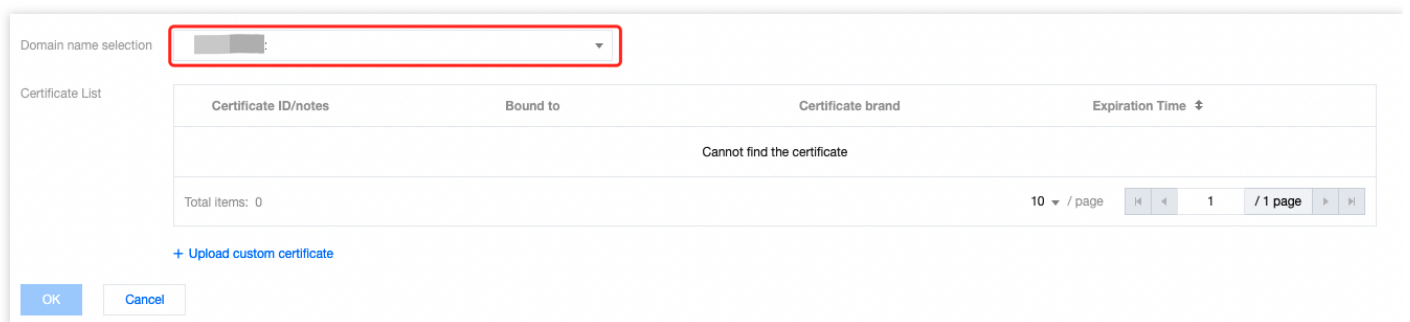 Domain name selection
:
Certificate List
Certificate ID/notes Bound to Certificate brand Expiration Time
Cannot find the certificate
Total items: 0 10 / page 1 / 1 page
+ Upload custom certificate
OK Cancel